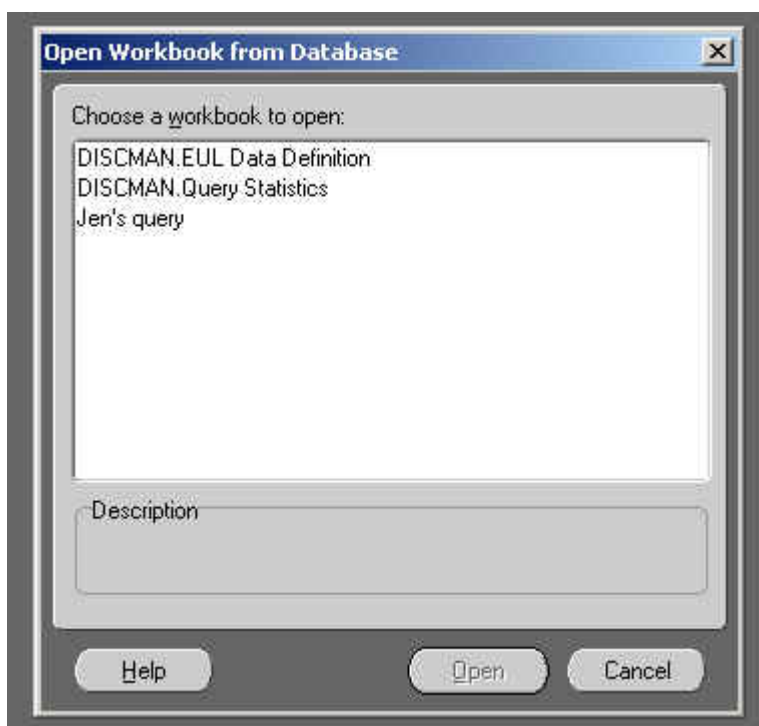 Open Workbook from Database
Choose a workbook to open:
DISCMAN.EUL Data Definition
DISCMAN.Query Statistics
Jen's query
Description
Help
Open
Cancel